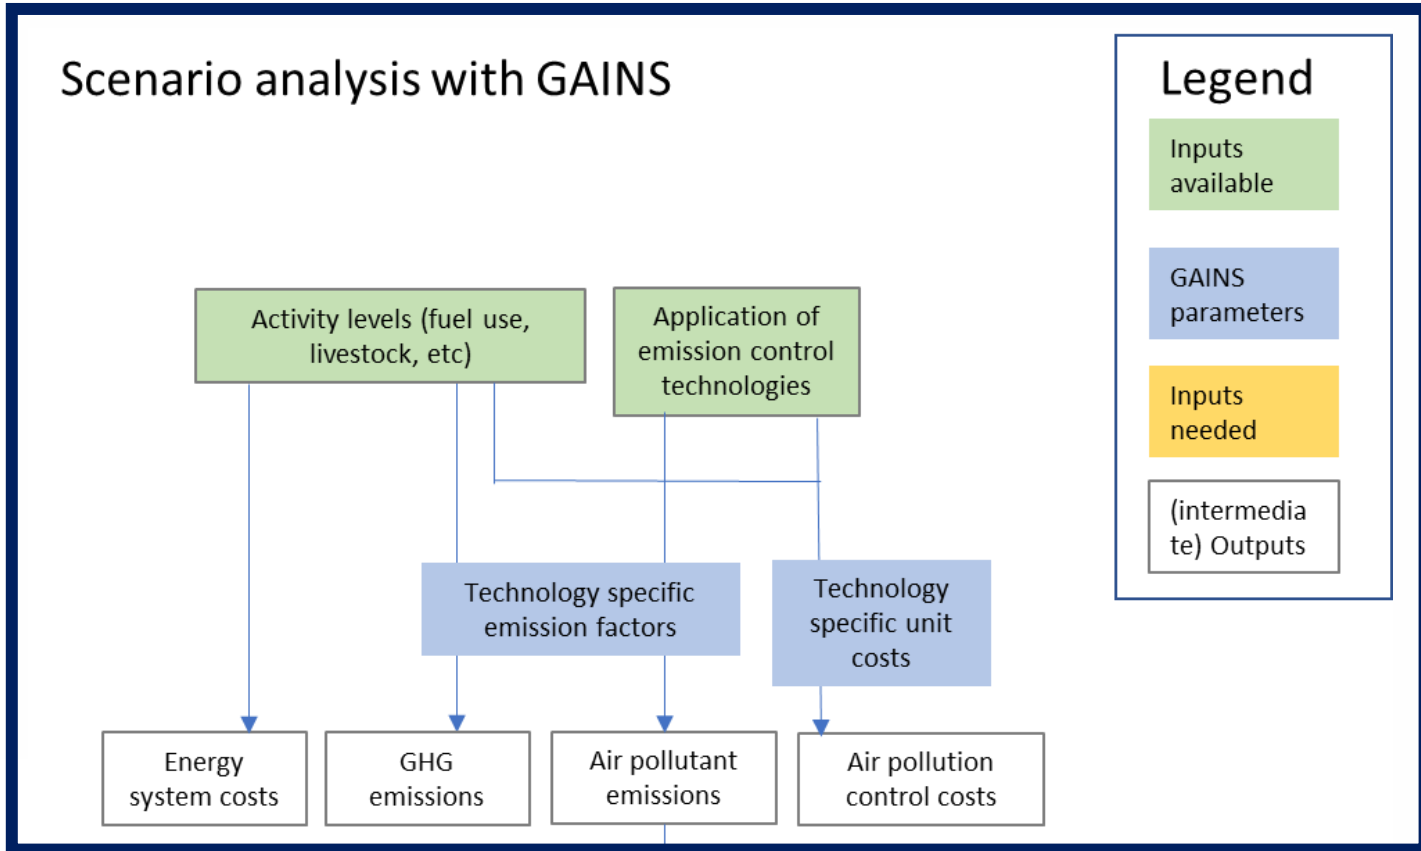 Scenario analysis with GAINS
Legend
Inputs
available
GAINS
parameters
Inputs
needed
(intermedia
te) Outputs
Activity levels (fuel use,
livestock, etc)
Application of
emission control
technologies
Technology specific
emission factors
Technology
specific unit
costs
Energy
system costs
GHG
emissions
Air pollutant
emissions
Air pollution
control costs